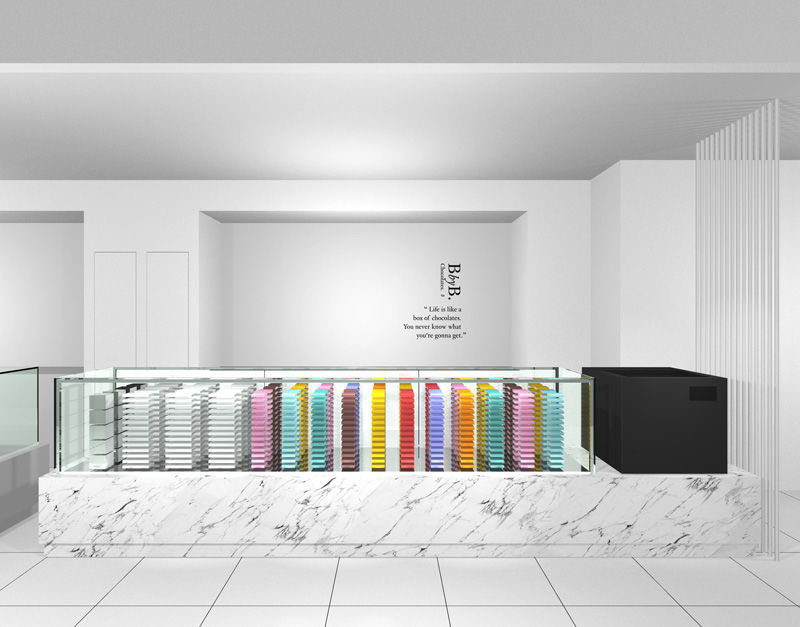 BbyB.
Chocolates.
“ Life is like a
box of chocolates.
You never know what
you're gonna get.”